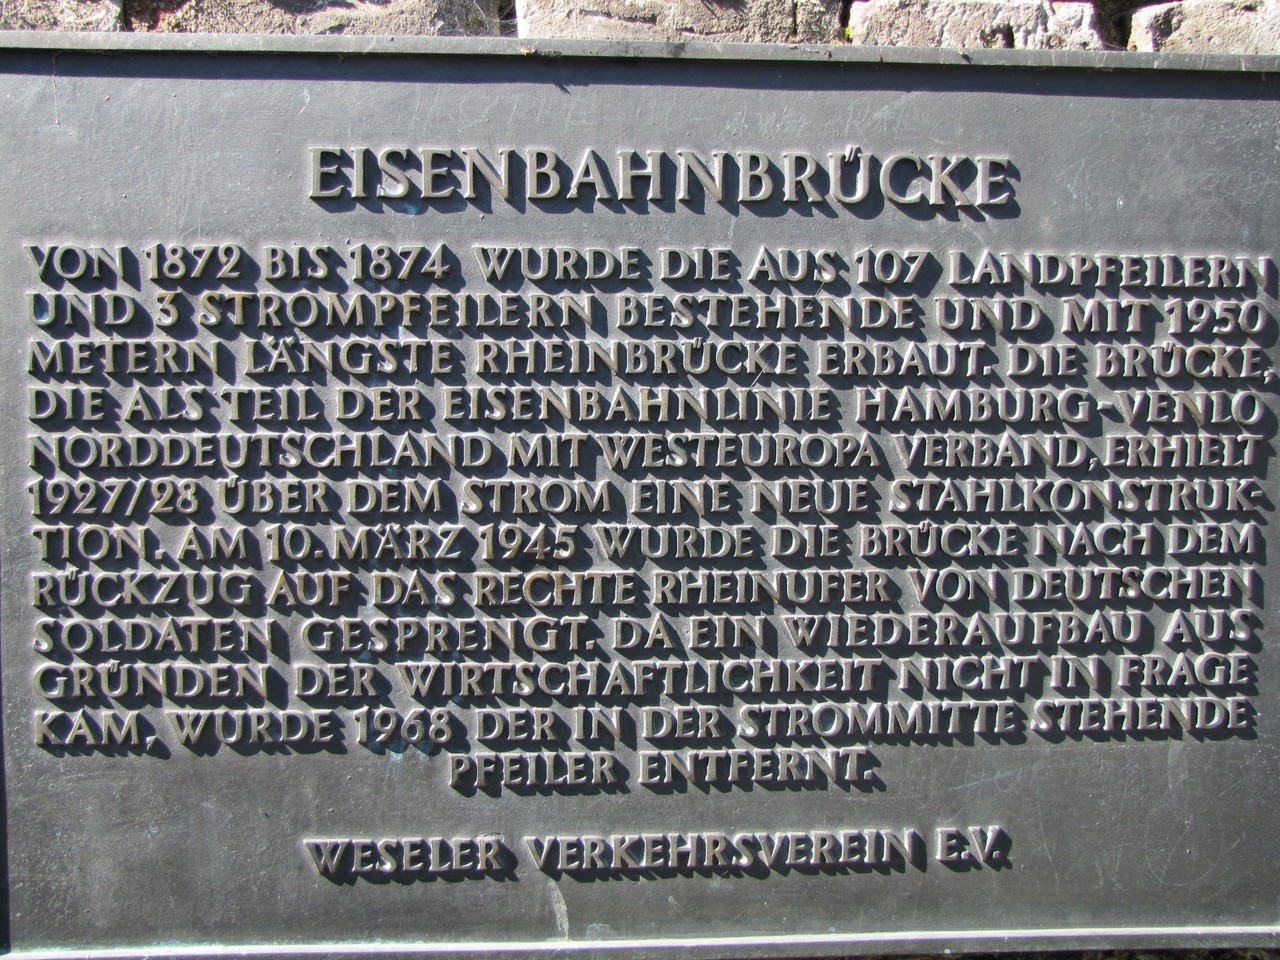 EISENBAHNBRÜCKE
VON 1872 BIS 1874 WURDE DIE AUS 107 LANDPFEILERN
UND 3 STROMPFEILERN BESTEHENDE UND MIT 1950
METERN LÄNGSTE RHEINBRÜCKE ERBAUT. DIE BRÜCKE,
DIE ALS TEIL DER EISENBAHNLINIE HAMBURG-VENLO
NORDDEUTSCHLAND MIT WESTEUROPA VERBAND, ERHIELT
1927/28 ÜBER DEM STROM EINE NEUE STAHLKONSTRUK-
TION. AM 10. MÄRZ 1945 WURDE DIE BRÜCKE NACH DEM
RÜCKZUG AUF DAS RECHTE RHEINUFER VON DEUTSCHEN
SOLDATEN GESPRENGT. DA EIN WIEDERAUFBAU AUS
GRÜNDEN DER WIRTSCHAFTLICHKEIT NICHT IN FRAGE
KAM, WURDE 1968 DER IN DER STROMMITTE STEHENDE
PFEILER ENTFERNT.
WESELER VERKEHRSVEREIN E.V.